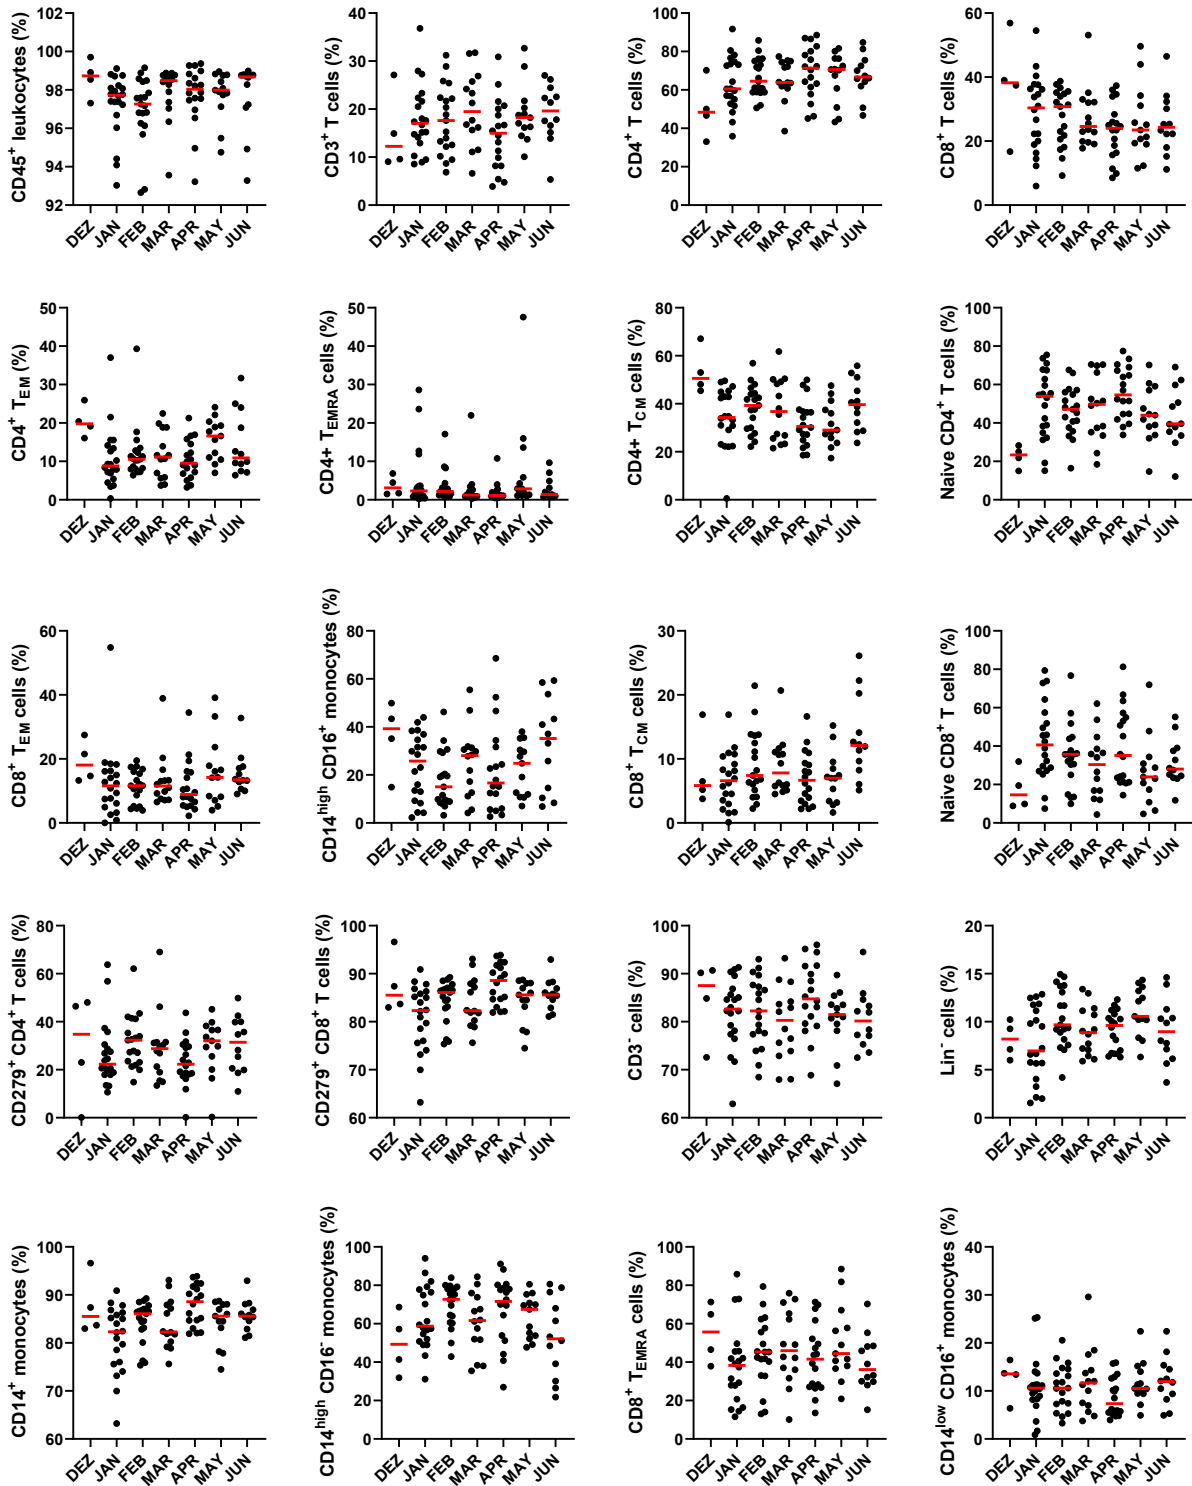 CD45+ leukocytes (%)
102
100
98
96
94
92
DEZ JAN FEB MAR APR MAY JUN
CD3+ T cells (%)
40
30
20
10
0
DEZ JAN FEB MAR APR MAY JUN
CD4+ T cells (%)
100
80
60
40
20
0
DEZ JAN FEB MAR APR MAY JUN
CD8+ T cells (%)
60
40
20
0
DEZ JAN FEB MAR APR MAY JUN
CD4+ TEM (%)
50
40
30
20
10
0
DEZ JAN FEB MAR APR MAY JUN
CD4+ TEMRA cells (%)
50
40
30
20
10
0
DEZ JAN FEB MAR APR MAY JUN
CD4+ TCM cells (%)
80
60
40
20
0
DEZ JAN FEB MAR APR MAY JUN
Naive CD4+ T cells (%)
100
80
60
40
20
0
DEZ JAN FEB MAR APR MAY JUN
CD8+ TEM cells (%)
60
40
20
0
DEZ JAN FEB MAR APR MAY JUN
CD14high CD16+ monocytes (%)
80
60
40
20
0
DEZ JAN FEB MAR APR MAY JUN
CD8+ TCM cells (%)
30
20
10
0
DEZ JAN FEB MAR APR MAY JUN
Naive CD8+ T cells (%)
100
80
60
40
20
0
DEZ JAN FEB MAR APR MAY JUN
CD279+ CD4+ T cells (%)
80
60
40
20
0
DEZ JAN FEB MAR APR MAY JUN
CD279+ CD8+ T cells (%)
100
90
80
70
60
DEZ JAN FEB MAR APR MAY JUN
CD3- cells (%)
100
90
80
70
60
DEZ JAN FEB MAR APR MAY JUN
Lin- cells (%)
20
15
10
5
0
DEZ JAN FEB MAR APR MAY JUN
CD14+ monocytes (%)
100
90
80
70
60
DEZ JAN FEB MAR APR MAY JUN
CD14high CD16- monocytes (%)
100
80
60
40
20
0
DEZ JAN FEB MAR APR MAY JUN
CD8+ TEMRA cells (%)
100
80
60
40
20
0
DEZ JAN FEB MAR APR MAY JUN
CD14low CD16+ monocytes (%)
40
30
20
10
0
DEZ JAN FEB MAR APR MAY JUN